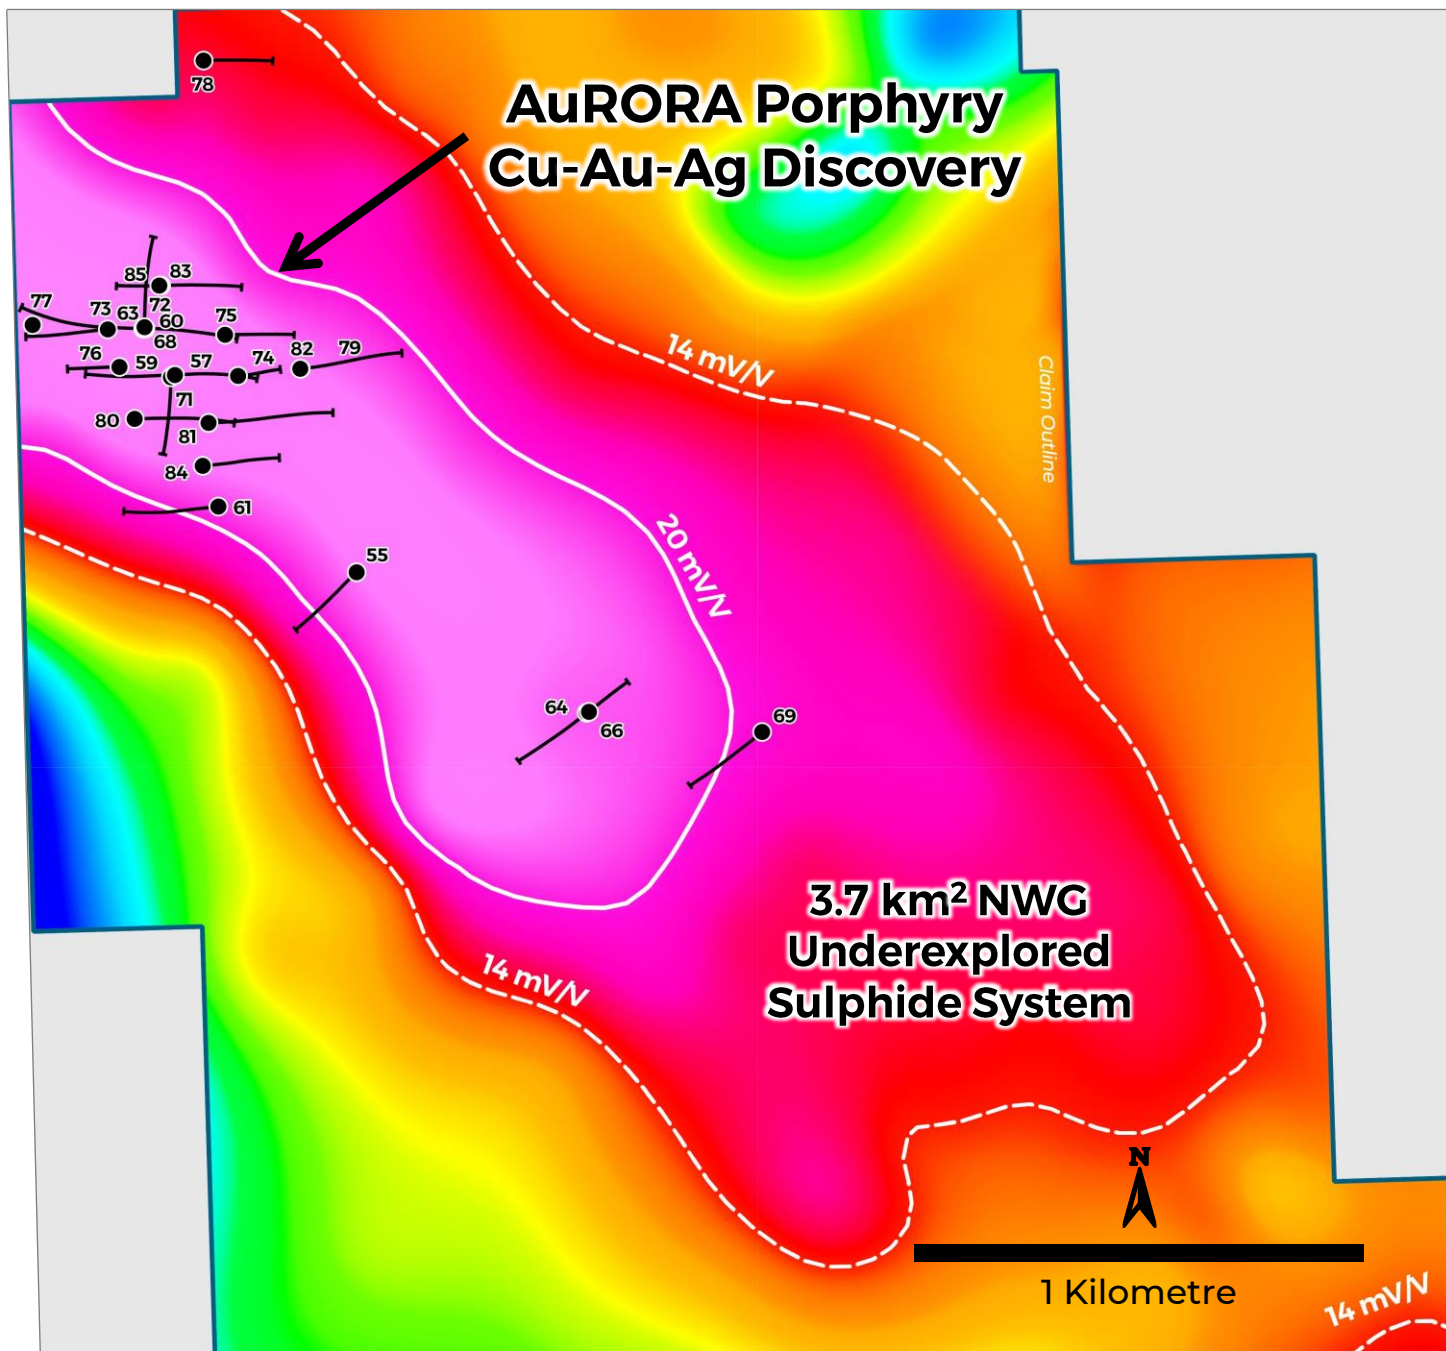 78
AuRORA Porphyry
Cu-Au-Ag Discovery
85
83
77
73
63
72
60
68
75
76
59
57
74
82
79
71
80
81
84
61
14 mV/V
Claim Outline
20 mV/V
55
64
66
69
3.7 km² NWG
Underexplored
Sulphide System
14 mV/V
N
1 Kilometre
14 mV/V